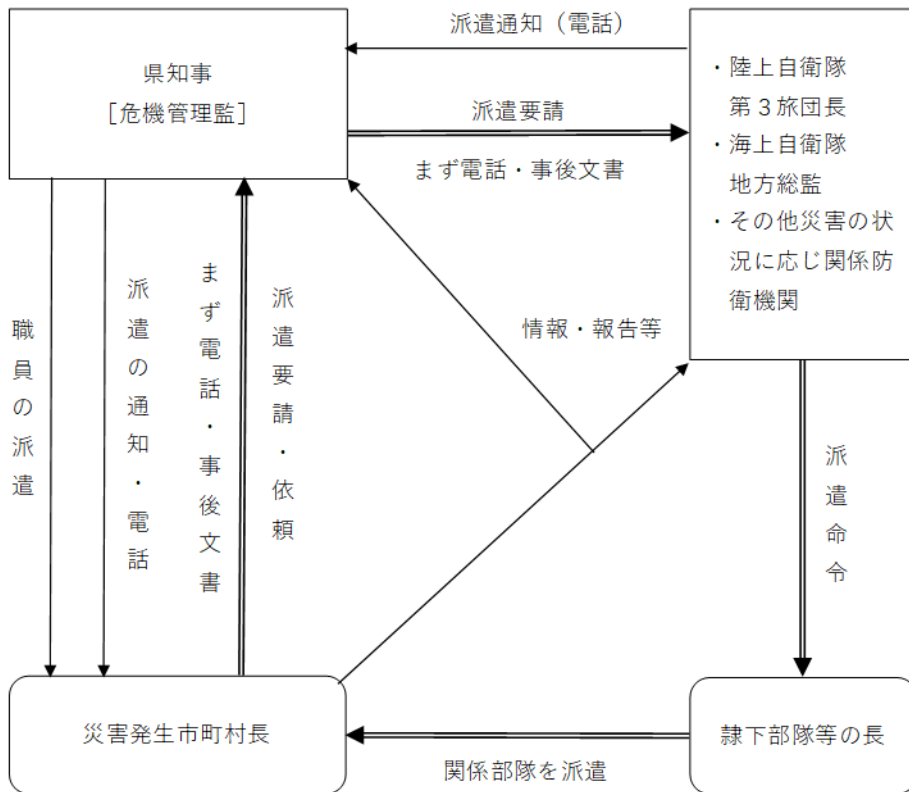 派遣通知（電話）
県知事
［危機管理監］
派遣要請
まず電話・事後文書
・陸上自衛隊
第３旅団長
・海上自衛隊
地方総監
・その他災害の状
況に応じ関係防
衛機関
職員の派遣
派遣の通知・電話
まず電話・事後文書
派遣要請・依頼
情報・報告等
派遣命令
災害発生市町村長
関係部隊を派遣
隷下部隊等の長